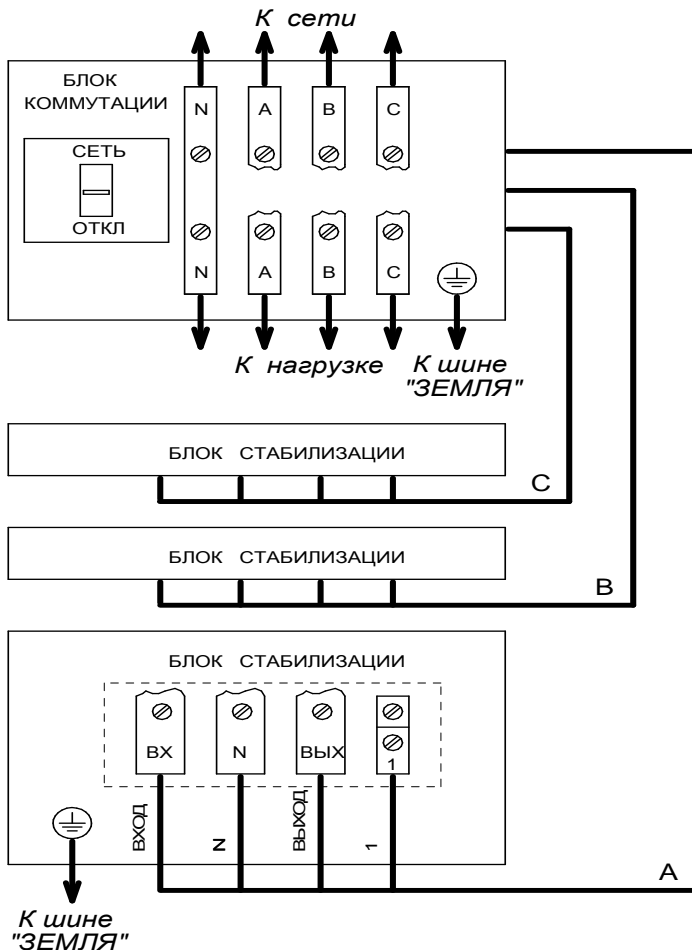 К сети
БЛОК
КОММУТАЦИИ
N A B C
СЕТЬ
ОТКЛ
N A B C
К нагрузке
К шине
"ЗЕМЛЯ"
БЛОК СТАБИЛИЗАЦИИ
C
БЛОК СТАБИЛИЗАЦИИ
B
БЛОК СТАБИЛИЗАЦИИ
ВХ N ВЫХ 1
ВХОД N ВЫХОД 1
A
К шине
"ЗЕМЛЯ"